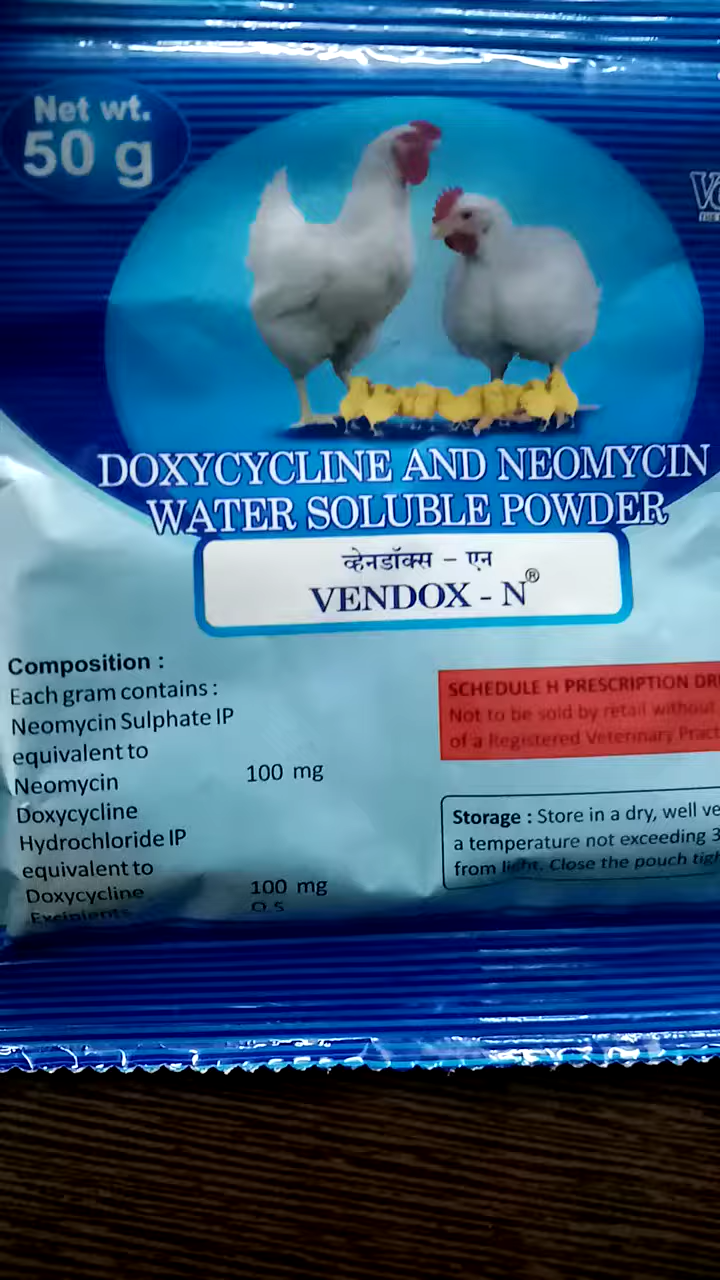 Net wt.
50 g
DOXYCYCLINE AND NEOMYCIN
WATER SOLUBLE POWDER
व्हेनडॉक्स - एन
VENDOX - N®
Composition :
Each gram contains :
Neomycin Sulphate IP
equivalent to
Neomycin 100 mg
Doxycycline
Hydrochloride IP
equivalent to
Doxycycline 100 mg
Excipients Q.S
SCHEDULE H PRESCRIPTION
Not to be sold by retail without
of a Registered Veterinary
Storage : Store in a dry, well
a temperature not exceeding
from light. Close the pouch